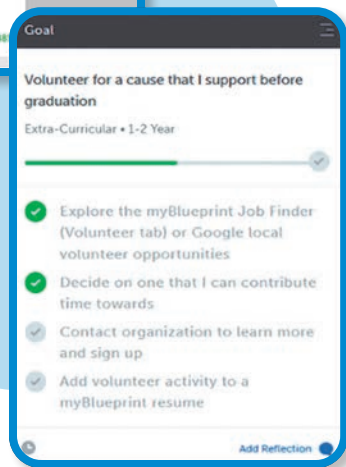 Goal
Volunteer for a cause that I support before
graduation
Extra-Curricular • 1-2 Year
Explore the myBlueprint Job Finder
(Volunteer tab) or Google local
volunteer opportunities
Decide on one that I can contribute
time towards
Contact organization to learn more
and sign up
Add volunteer activity to a
myBlueprint resume
Add Reflection